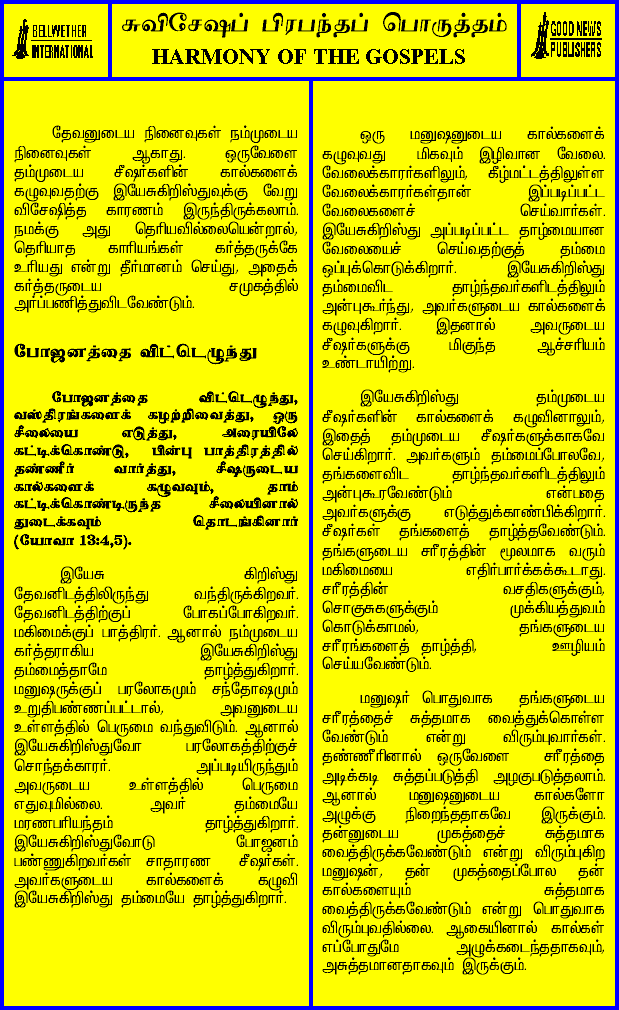 BELLWETHER
INTERNATIONAL
சுவிசேஷப் பிரபந்தப் பொருத்தம்
HARMONY OF THE GOSPELS
GOOD NEWS
PUBLISHERS
தேவனுடைய நினைவுகள் நம்முடைய
நினைவுகள் ஆகாது. ஒருவேளை
தம்முடைய சீஷர்களின் கால்களைக்
கழுவுவதற்கு இயேசுகிறிஸ்துவுக்கு வேறு
விசேஷித்த காரணம் இருந்திருக்கலாம்.
நமக்கு அது தெரியவில்லையென்றால்,
தெரியாத காரியங்கள் கர்த்தருக்கே
உரியது என்று தீர்மானம் செய்து, அதைக்
கர்த்தருடைய சமுகத்தில்
அர்ப்பணித்துவிடவேண்டும்.
போஜனத்தை விட்டெழுந்து
போஜனத்தை விட்டெழுந்து,
வஸ்திரங்களைக் கழற்றிவைத்து, ஒரு
சீலையை எடுத்து, அரையிலே
கட்டிக்கொண்டு, பின்பு பாத்திரத்தில்
தண்ணீர் வார்த்து, சீஷருடைய
கால்களைக் கழுவவும், தாம்
கட்டிக்கொண்டிருந்த சீலையினால்
துடைக்கவும் தொடங்கினார்
(யோவா 13:4,5).
இயேசு கிறிஸ்து
தேவனிடத்திலிருந்து வந்திருக்கிறவர்.
தேவனிடத்திற்குப் போகப்போகிறவர்.
மகிமைக்குப் பாத்திரர். ஆனால் நம்முடைய
கர்த்தராகிய இயேசுகிறிஸ்து
தம்மைத்தாமே தாழ்த்துகிறார்.
மனுஷருக்குப் பரலோகமும் சந்தோஷமும்
உறுதிபண்ணப்பட்டால், அவனுடைய
உள்ளத்தில் பெருமை வந்துவிடும். ஆனால்
இயேசுகிறிஸ்துவோ பரலோகத்திற்குச்
சொந்தக்காரர். அப்படியிருந்தும்
அவருடைய உள்ளத்தில் பெருமை
எதுவுமில்லை. அவர் தம்மையே
மரணபரியந்தம் தாழ்த்துகிறார்.
இயேசுகிறிஸ்துவோடு போஜனம்
பண்ணுகிறவர்கள் சாதாரண சீஷர்கள்.
அவர்களுடைய கால்களைக் கழுவி
இயேசுகிறிஸ்து தம்மையே தாழ்த்துகிறார்.
ஒரு மனுஷனுடைய கால்களைக்
கழுவுவது மிகவும் இழிவான வேலை.
வேலைக்காரர்களிலும், கீழ்மட்டத்திலுள்ள
வேலைக்காரர்கள்தான் இப்படிப்பட்ட
வேலைகளைச் செய்வார்கள்.
இயேசுகிறிஸ்து அப்படிப்பட்ட தாழ்மையான
வேலையைச் செய்வதற்குத் தம்மை
ஒப்புக்கொடுக்கிறார். இயேசுகிறிஸ்து
தம்மைவிட தாழ்ந்தவர்களிடத்திலும்
அன்புகூர்ந்து, அவர்களுடைய கால்களைக்
கழுவுகிறார். இதனால் அவருடைய
சீஷர்களுக்கு மிகுந்த ஆச்சரியம்
உண்டாயிற்று.
இயேசுகிறிஸ்து தம்முடைய
சீஷர்களின் கால்களைக் கழுவினாலும்,
இதைத் தம்முடைய சீஷர்களுக்காகவே
செய்கிறார். அவர்களும் தம்மைப்போலவே,
தங்களைவிட தாழ்ந்தவர்களிடத்திலும்
அன்புகூரவேண்டும் என்பதை
அவர்களுக்கு எடுத்துக்காண்பிக்கிறார்.
சீஷர்கள் தங்களைத் தாழ்த்தவேண்டும்.
தங்களுடைய சரீரத்தின் மூலமாக வரும்
மகிமையை எதிர்பார்க்கக்கூடாது.
சரீரத்தின் வசதிகளுக்கும்,
சொகுசுகளுக்கும் முக்கியத்துவம்
கொடுக்காமல், தங்களுடைய
சரீரங்களைத் தாழ்த்தி, ஊழியம்
செய்யவேண்டும்.
மனுஷர் பொதுவாக தங்களுடைய
சரீரத்தைச் சுத்தமாக வைத்துக்கொள்ள
வேண்டும் என்று விரும்புவார்கள்.
தண்ணீரினால் ஒருவேளை சரீரத்தை
அடிக்கடி சுத்தப்படுத்தி அழகுபடுத்தலாம்.
ஆனால் மனுஷனுடைய கால்களோ
அழுக்கு நிறைந்ததாகவே இருக்கும்.
தன்னுடைய முகத்தைச் சுத்தமாக
வைத்திருக்கவேண்டும் என்று விரும்புகிற
மனுஷன், தன் முகத்தைப்போல தன்
கால்களையும் சுத்தமாக
வைத்திருக்கவேண்டும் என்று பொதுவாக
விரும்புவதில்லை. ஆகையினால் கால்கள்
எப்போதுமே அழுக்கடைந்ததாகவும்,
அசுத்தமானதாகவும் இருக்கும்.